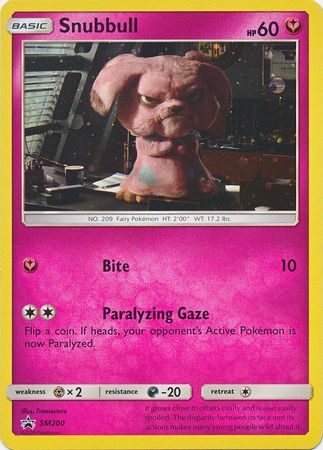 BASIC Snubbull HP60
NO. 209 Fairy Pokémon HT: 2'00" WT: 17.2 lbs.
Bite 10
Paralyzing Gaze
Flip a coin. If heads, your opponent's Active Pokémon is
now Paralyzed.
weakness ×2 resistance -20 retreat
Illus. Framestore
SM200
It grows close to others easily and is also easily
spoiled. The disparity between its face and its
actions makes many young people wild about it.